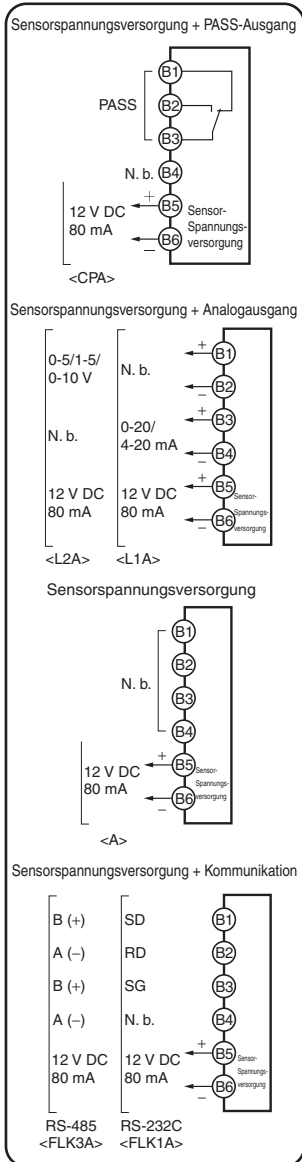 Sensorspannungsversorgung + PASS-Ausgang
B1
PASS
B2
B3
N. b.
B4
+
12 V DC
80 mA
B5
Sensor-
Spannungs-
versorgung
B6
–
<CPA>
Sensorspannungsversorgung + Analogausgang
0-5/1-5/
0-10 V
N. b.
+
B1
–
B2
N. b.
0-20/
4-20 mA
+
B3
–
B4
12 V DC
80 mA
12 V DC
80 mA
+
B5
Sensor-
Spannungs-
versorgung
B6
–
<L2A>
<L1A>
Sensorspannungsversorgung
B1
B2
N. b.
B3
B4
+
12 V DC
80 mA
B5
Sensor-
Spannungs-
versorgung
B6
–
<A>
Sensorspannungsversorgung + Kommunikation
B (+)
SD
B1
A (–)
RD
B2
B (+)
SG
B3
A (–)
N. b.
B4
12 V DC
80 mA
12 V DC
80 mA
+
B5
Sensor-
Spannungs-
versorgung
B6
–
RS-485
<FLK3A>
RS-232C
<FLK1A>